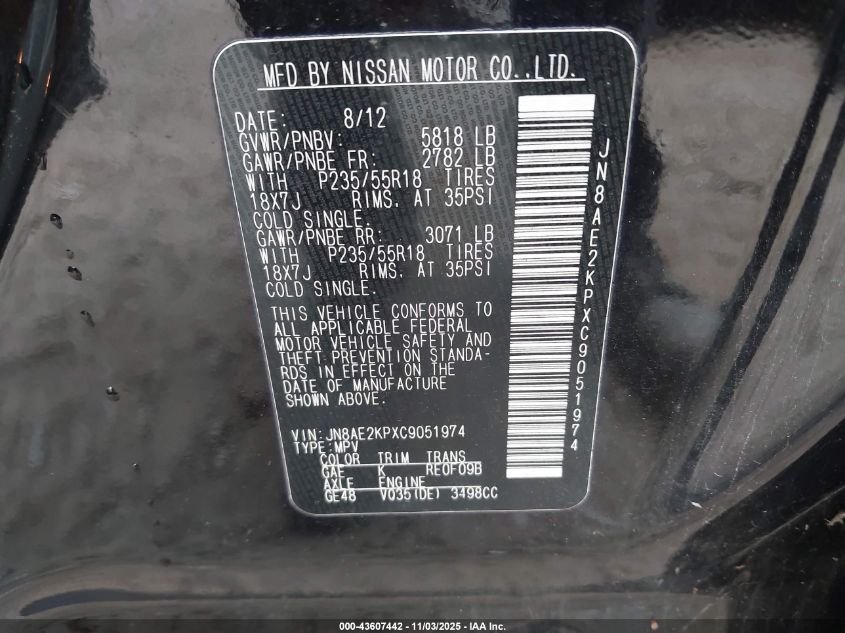 MFD BY NISSAN MOTOR CO.,LTD.
DATE: 8/12
GVWR/PNBV: 5818 LB
GAWR/PNBE FR: 2782 LB
WITH P235/55R18 TIRES
18X7J RIMS. AT 35PSI
COLD SINGLE.
GAWR/PNBE RR: 3071 LB
WITH P235/55R18 TIRES
18X7J RIMS. AT 35PSI
COLD SINGLE.
THIS VEHICLE CONFORMS TO
ALL APPLICABLE FEDERAL
MOTOR VEHICLE SAFETY AND
THEFT PREVENTION STANDA-
RDS IN EFFECT ON THE
DATE OF MANUFACTURE
SHOWN ABOVE.
VIN:JN8AE2KPXC9051974
TYPE:MPV
COLOR TRIM TRANS
GAE K RE0F09B
AXLE ENGINE
GE48 VQ35(DE) 3498CC
JN8AE2KPXC9051974
000-43607442 - 11/03/2025 - IAA Inc.